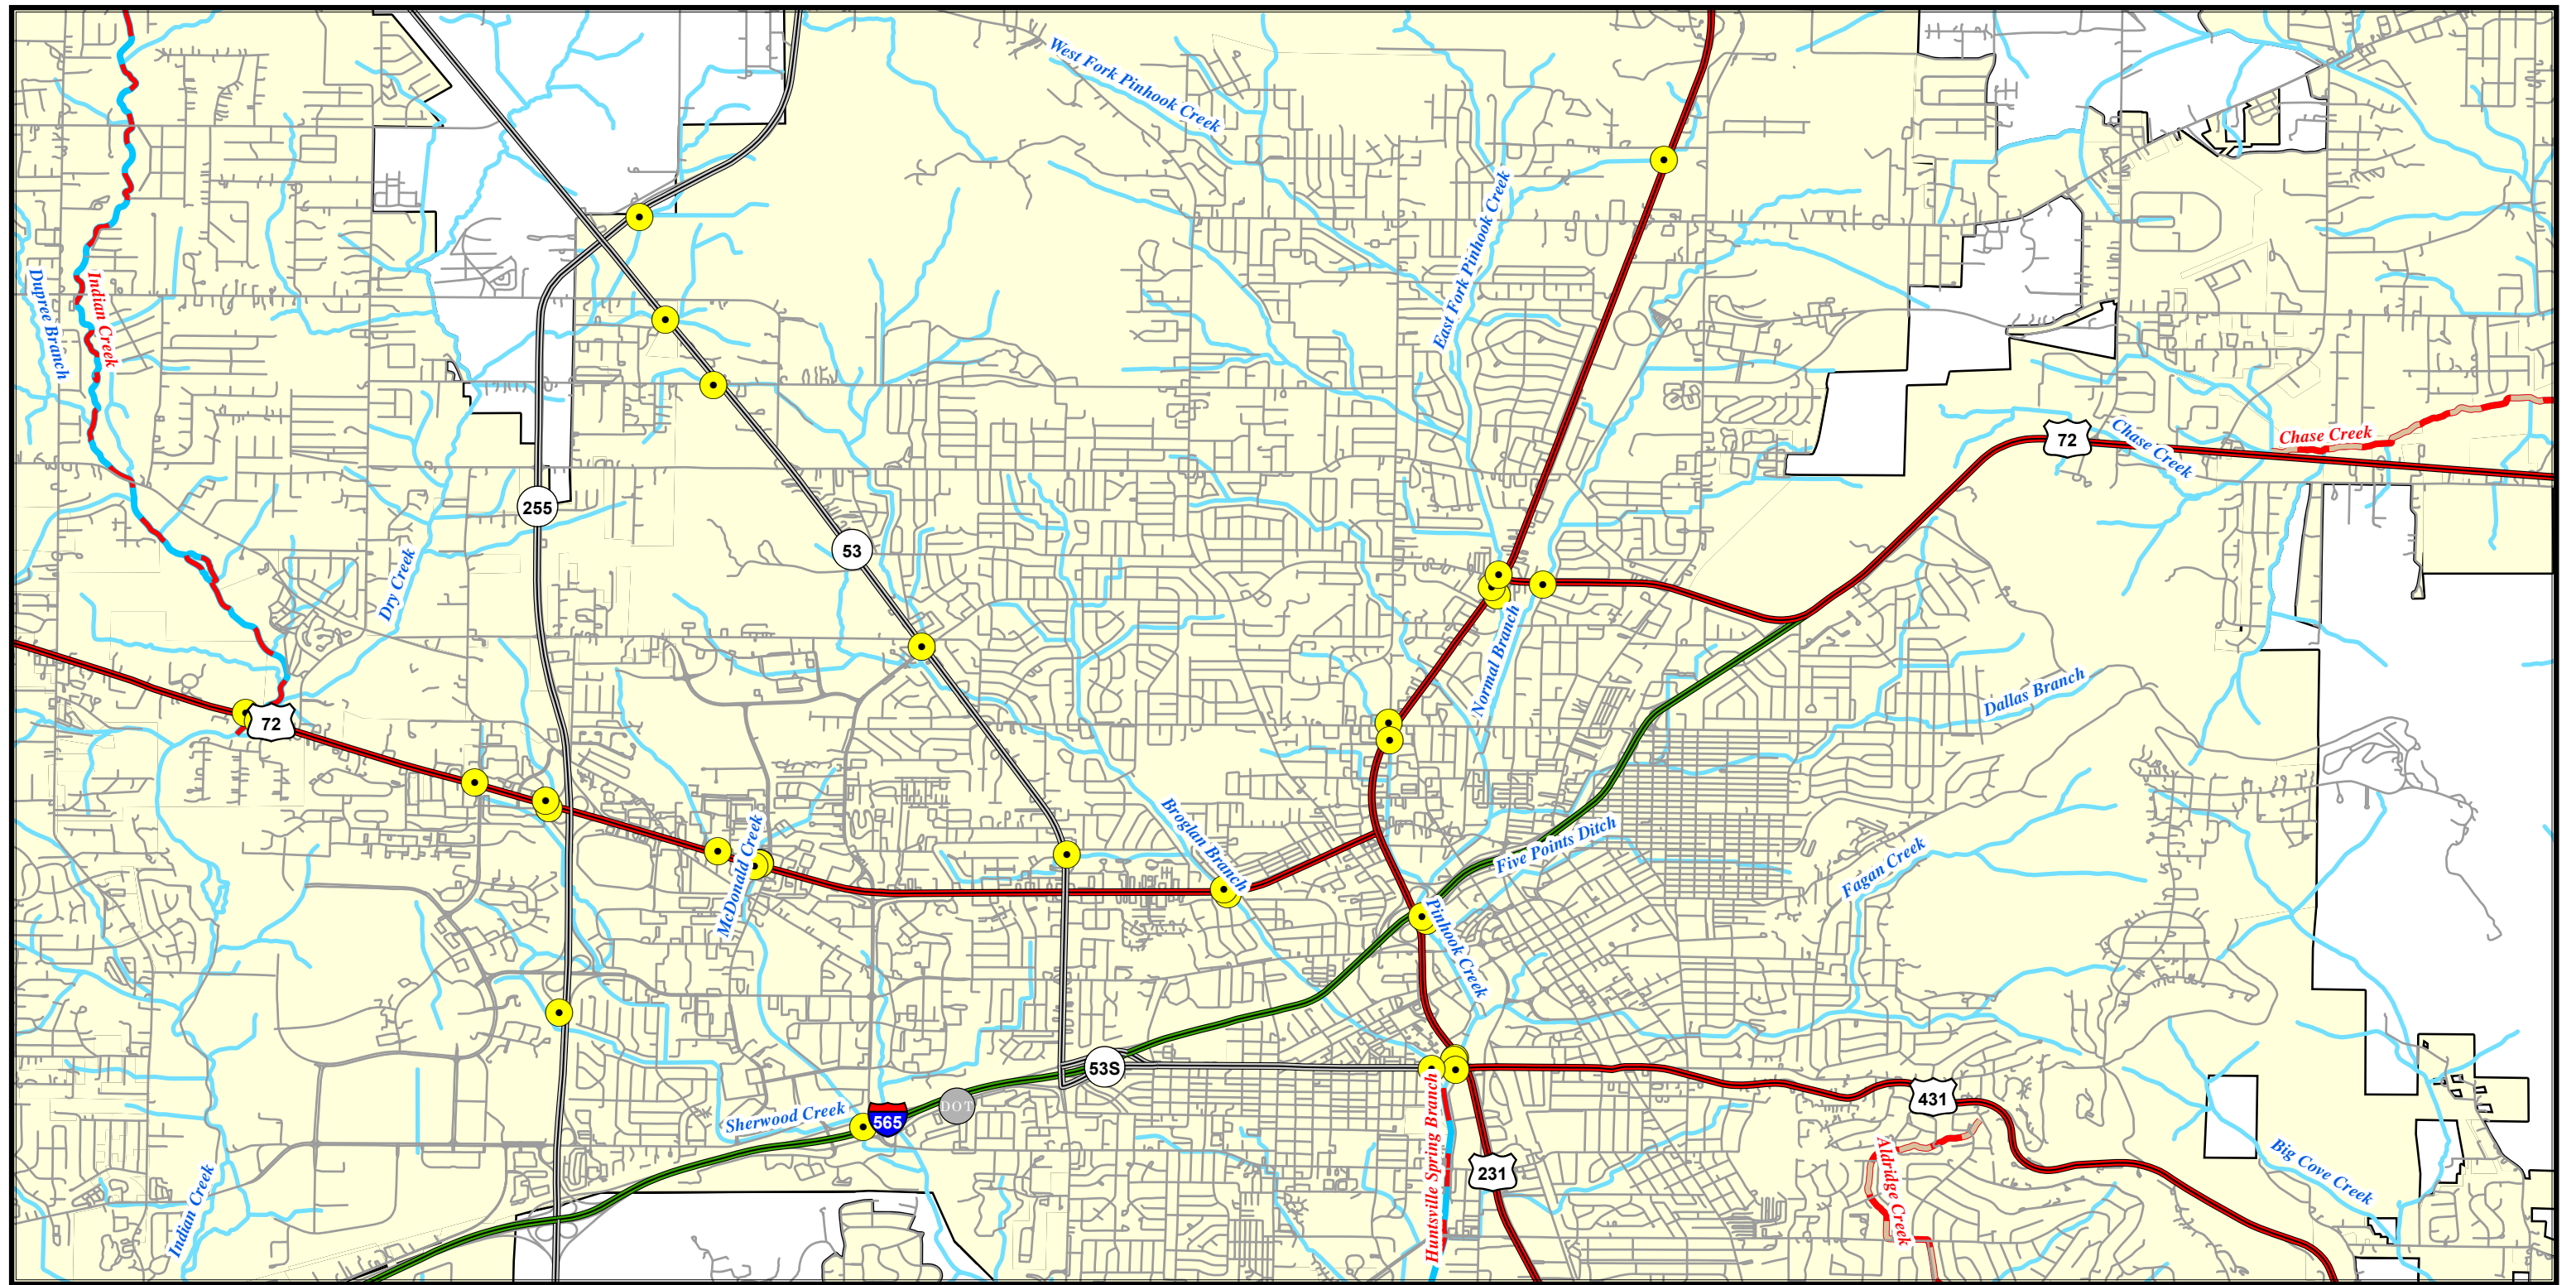 West Fork Pinhook Creek
East Fork Pinhook Creek
Dupree Branch
Indian Creek
72
Chase Creek
Chase Creek
255
53
Dry Creek
Normal Branch
Dallas Branch
72
McDonald Creek
Broglan Branch
Five Points Ditch
Fagan Creek
Pinhook Creek
53S
Sherwood Creek
565
DOT
431
Huntsville Spring Branch
231
Aldridge Creek
Big Cove Creek
Indian Creek